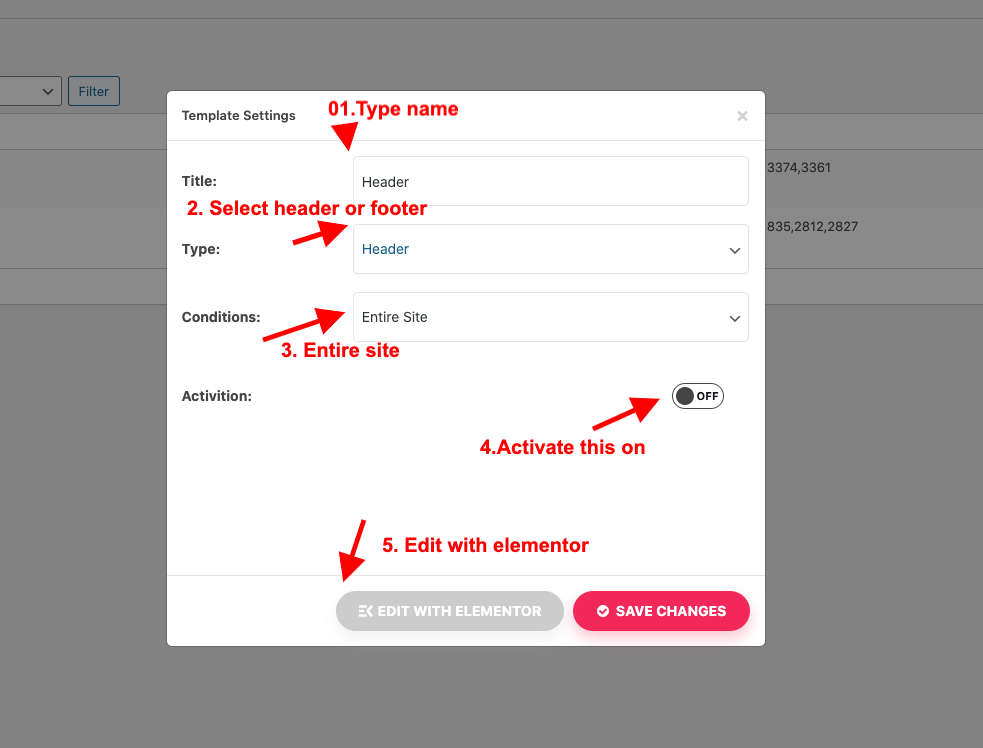 Filter
Template Settings
01.Type name
×
Title:
Header
3374,3361
2. Select header or footer
835,2812,2827
Type:
Header
Conditions:
Entire Site
3. Entire site
Activition:
OFF
4.Activate this on
5. Edit with elementor
EDIT WITH ELEMENTOR
SAVE CHANGES